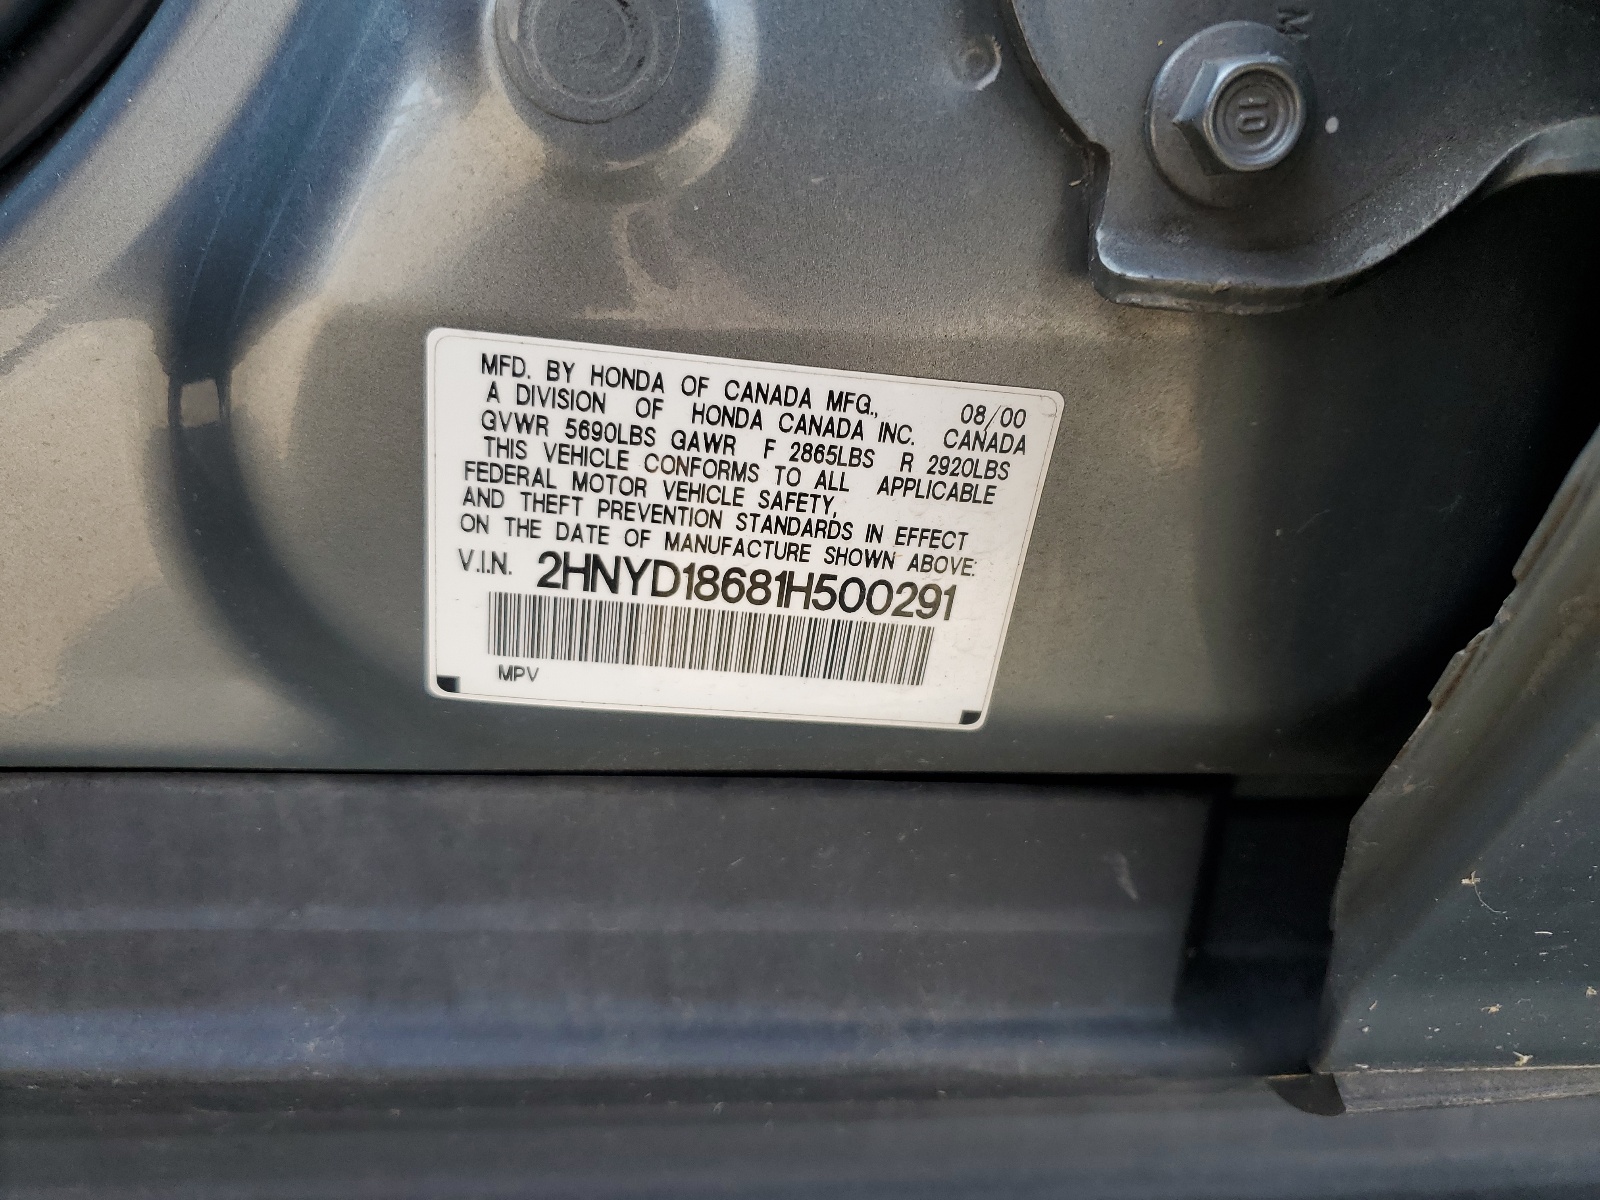 M
10
MFD. BY HONDA OF CANADA MFG., 08/00
A DIVISION OF HONDA CANADA INC. CANADA
GVWR 5690LBS GAWR F 2865LBS R 2920LBS
THIS VEHICLE CONFORMS TO ALL APPLICABLE
FEDERAL MOTOR VEHICLE SAFETY,
AND THEFT PREVENTION STANDARDS IN EFFECT
ON THE DATE OF MANUFACTURE SHOWN ABOVE:
V.I.N. 2HNYD18681H500291
MPV